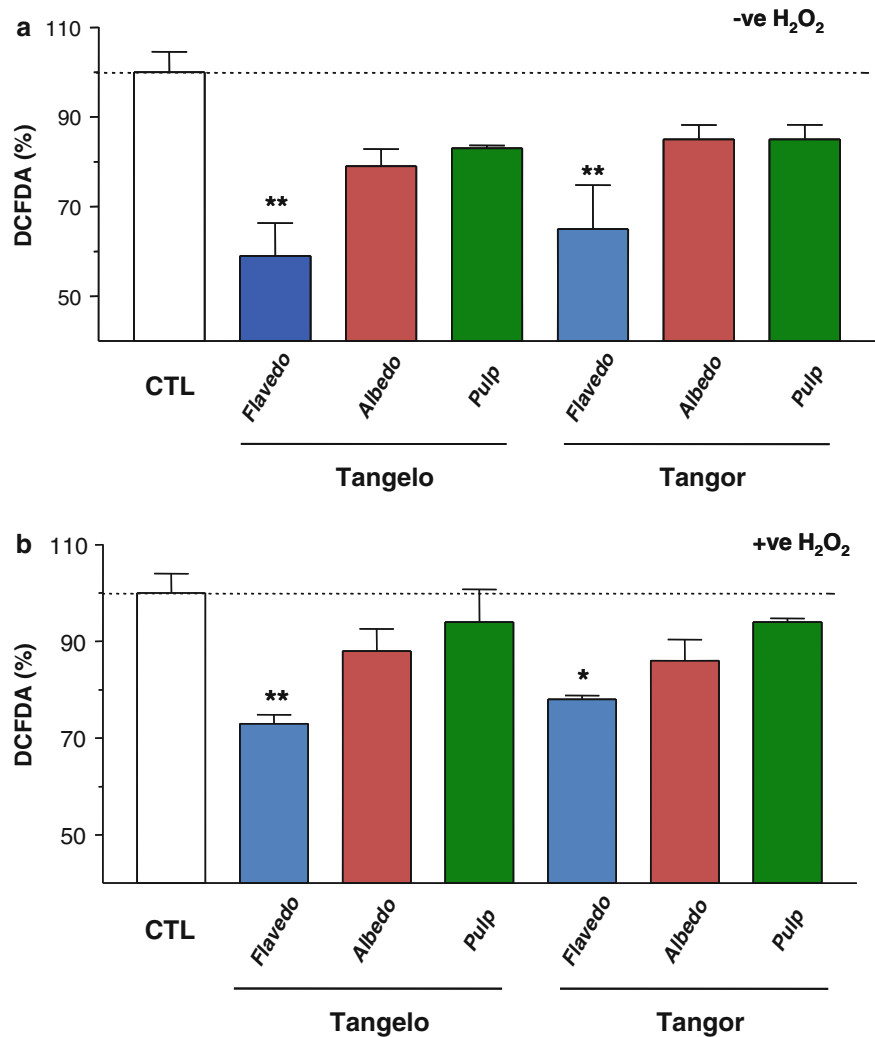 a
-ve H₂O₂
110
90
70
50
DCFDA (%)
**
**
CTL
Flavedo
Albedo
Pulp
Flavedo
Albedo
Pulp
Tangelo
Tangor
b
+ve H₂O₂
110
90
70
50
DCFDA (%)
**
*
CTL
Flavedo
Albedo
Pulp
Flavedo
Albedo
Pulp
Tangelo
Tangor